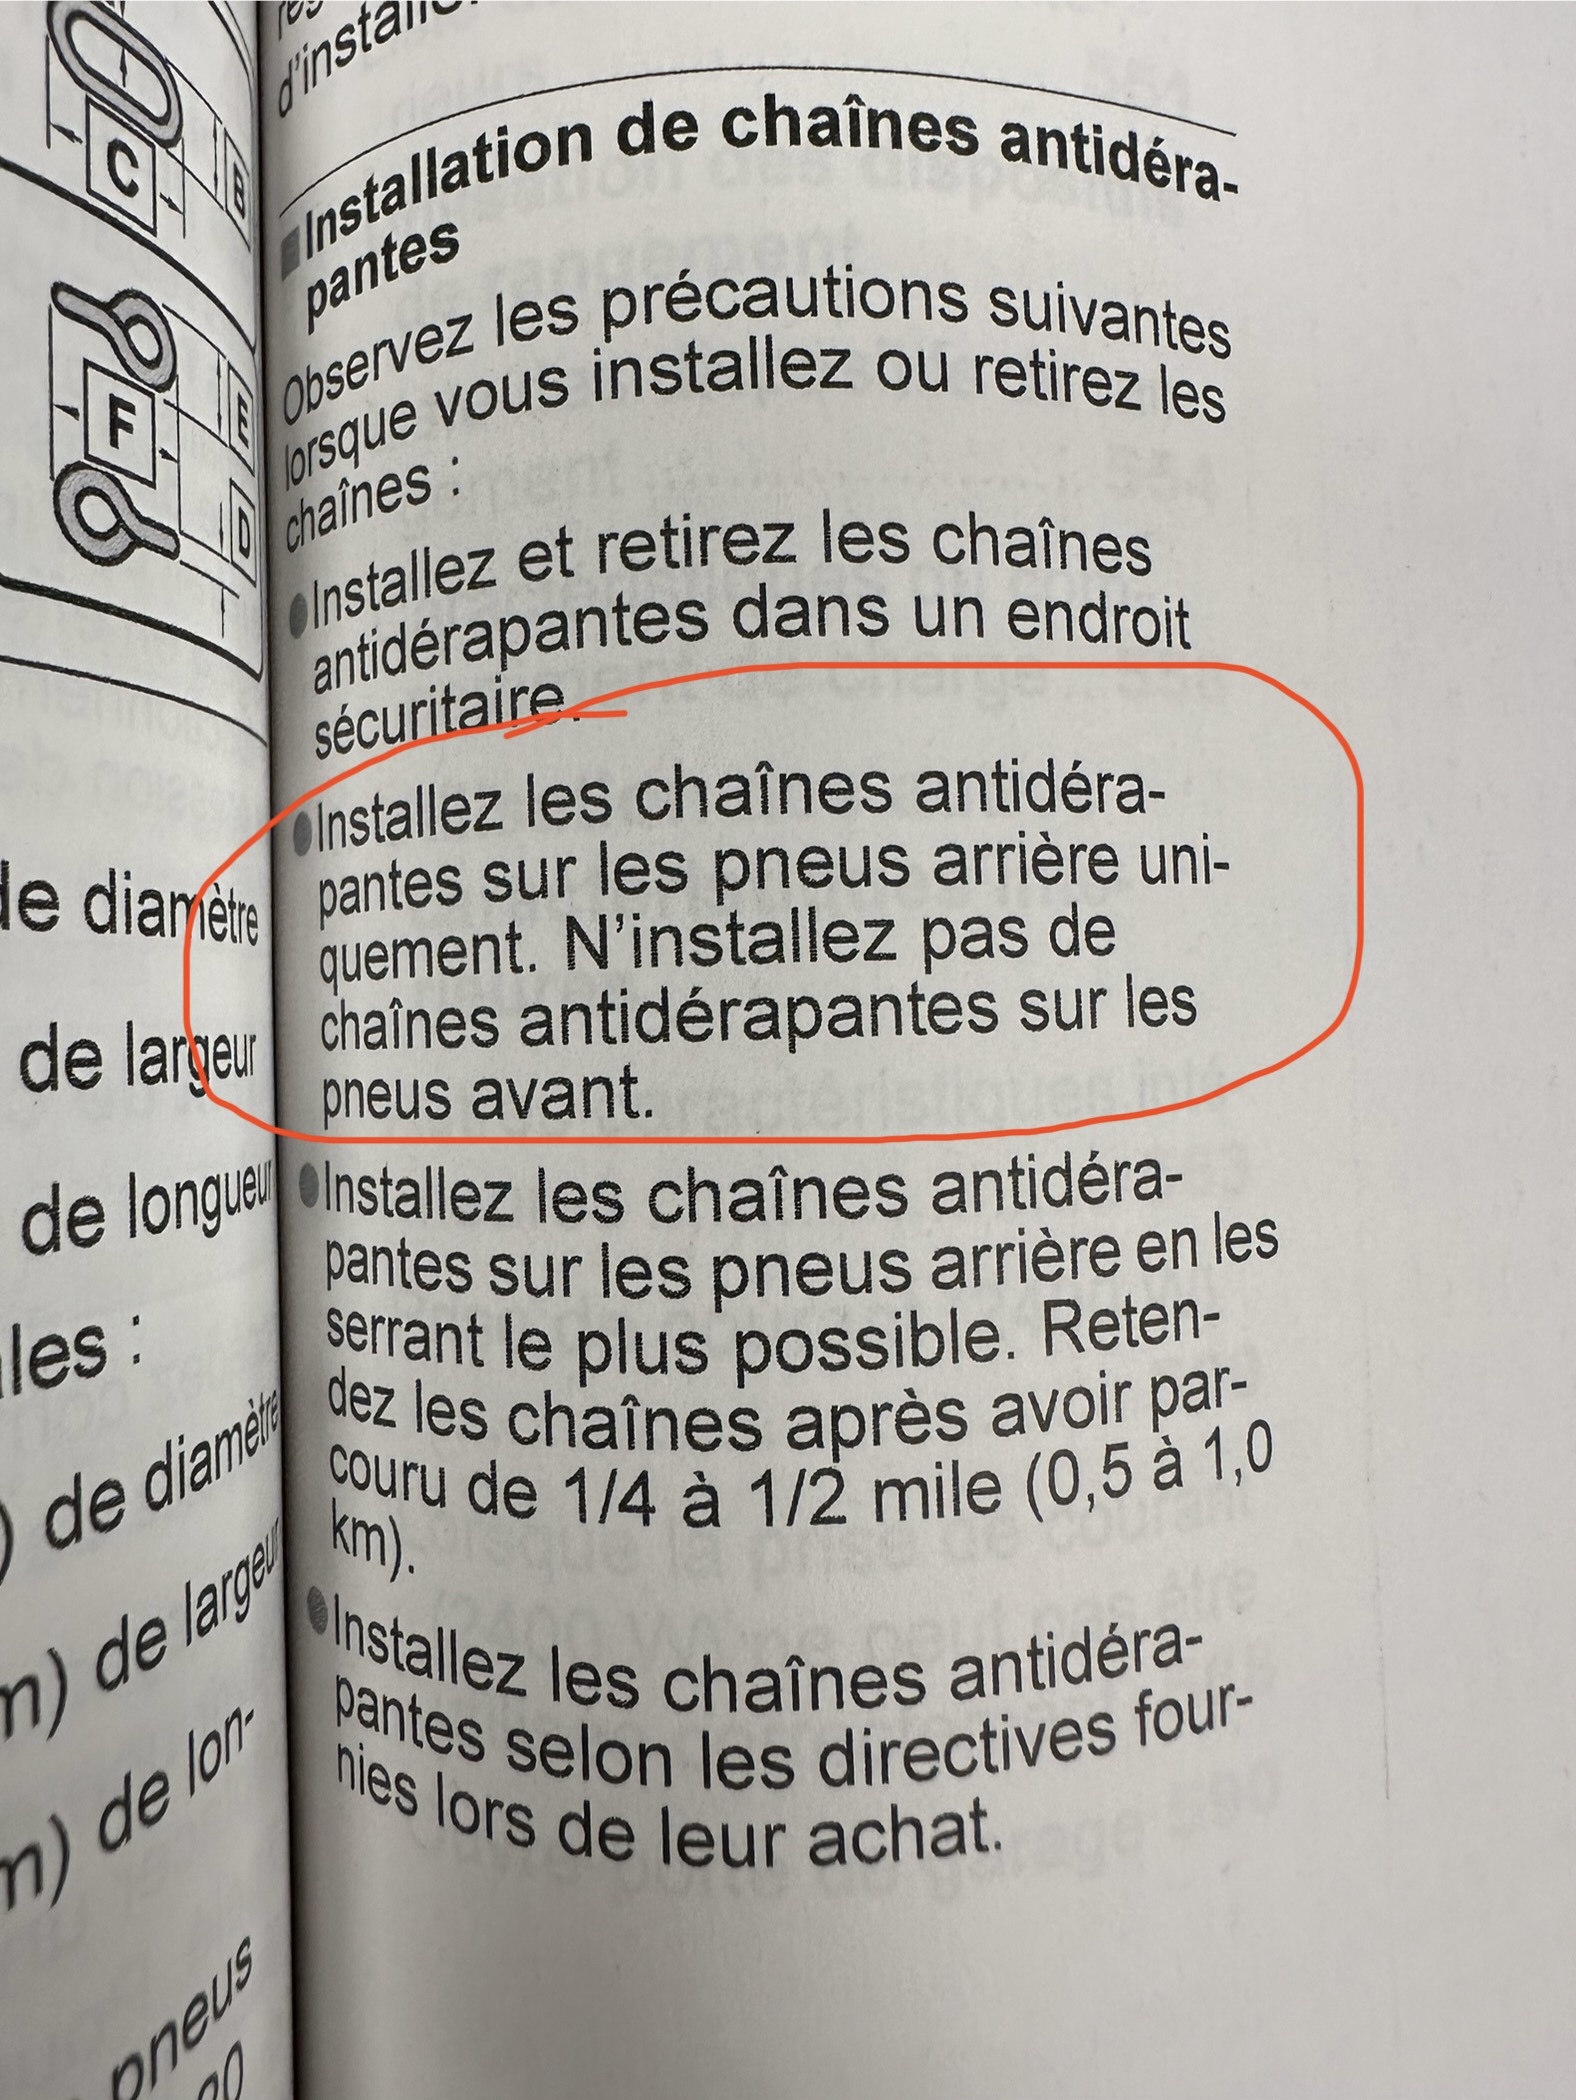 C
B
F
E
D
de diamètre
de largeur
de longueur
les :
) de diamètre
m) de largeur
m) de lon-
pneus
d'install
Installation de chaînes antidéra-
pantes
Observez les précautions suivantes
lorsque vous installez ou retirez les
chaînes :
●Installez et retirez les chaînes
antidérapantes dans un endroit
sécuritaire.
●Installez les chaînes antidéra-
pantes sur les pneus arrière uni-
quement. N'installez pas de
chaînes antidérapantes sur les
pneus avant.
●Installez les chaînes antidéra-
pantes sur les pneus arrière en les
serrant le plus possible. Reten-
dez les chaînes après avoir par-
couru de 1/4 à 1/2 mile (0,5 à 1,0
km).
●Installez les chaînes antidéra-
pantes selon les directives four-
nies lors de leur achat.